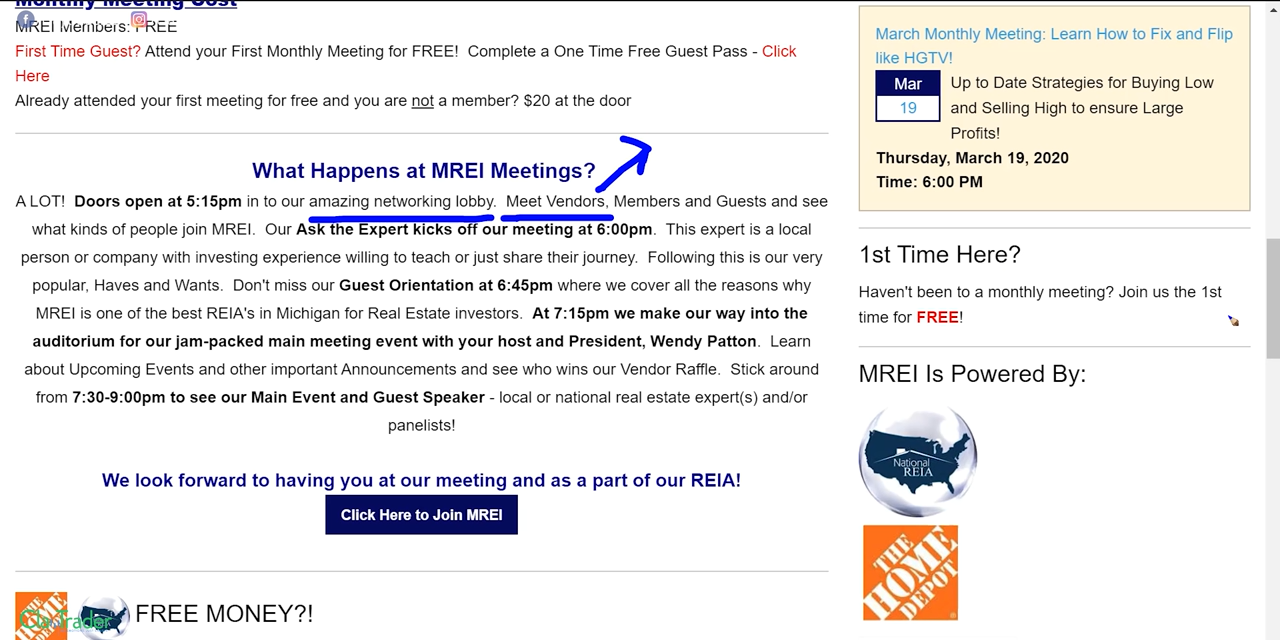 Monthly Meeting Cost
MREI Members: FREE
First Time Guest? Attend your First Monthly Meeting for FREE! Complete a One Time Free Guest Pass - Click
Here
Already attended your first meeting for free and you are not a member? $20 at the door
What Happens at MREI Meetings?
A LOT! Doors open at 5:15pm in to our amazing networking lobby. Meet Vendors, Members and Guests and see
what kinds of people join MREI. Our Ask the Expert kicks off our meeting at 6:00pm. This expert is a local
person or company with investing experience willing to teach or just share their journey. Following this is our very
popular, Haves and Wants. Don't miss our Guest Orientation at 6:45pm where we cover all the reasons why
MREI is one of the best REIA's in Michigan for Real Estate investors. At 7:15pm we make our way into the
auditorium for our jam-packed main meeting event with your host and President, Wendy Patton. Learn
about Upcoming Events and other important Announcements and see who wins our Vendor Raffle. Stick around
from 7:30-9:00pm to see our Main Event and Guest Speaker - local or national real estate expert(s) and/or
panelists!
We look forward to having you at our meeting and as a part of our REIA!
Click Here to Join MREI
FREE MONEY?!
ClayTrader
March Monthly Meeting: Learn How to Fix and Flip
like HGTV!
Mar
19
Up to Date Strategies for Buying Low
and Selling High to ensure Large
Profits!
Thursday, March 19, 2020
Time: 6:00 PM
1st Time Here?
Haven't been to a monthly meeting? Join us the 1st
time for FREE!
MREI Is Powered By:
National
REIA
THE
HOME
DEPOT